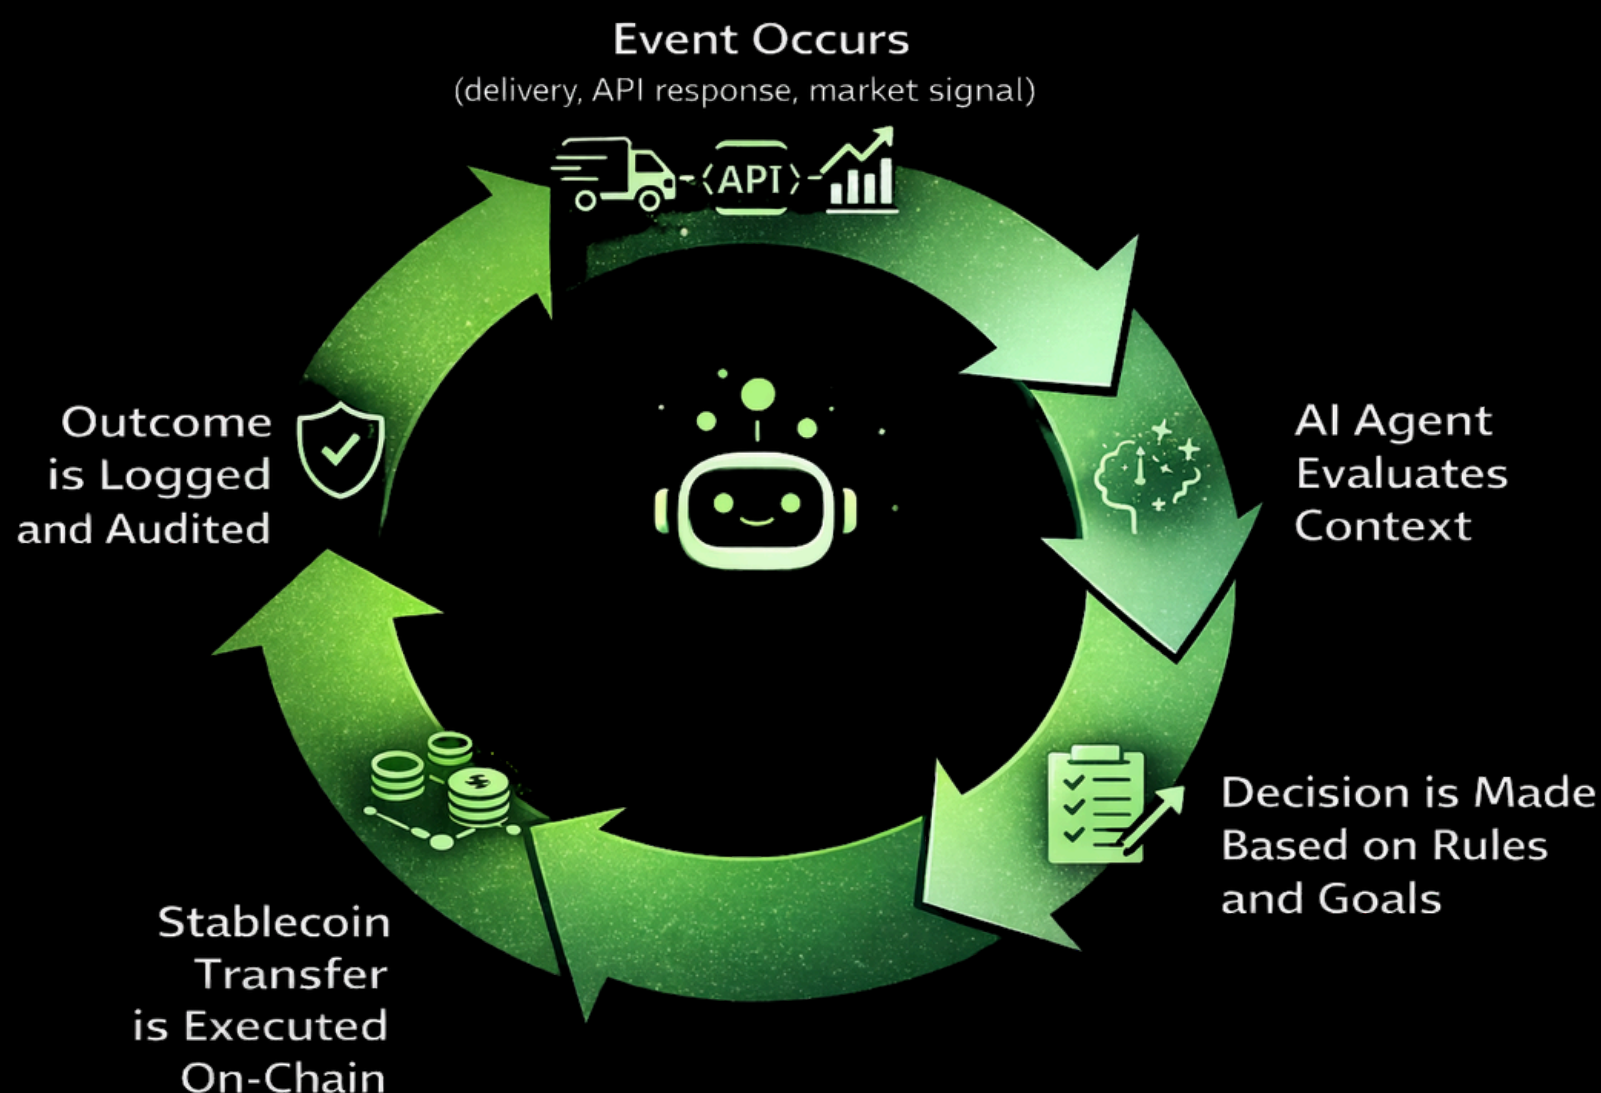 Event Occurs
(delivery, API response, market signal)
API
AI Agent
Evaluates
Context
Decision is Made
Based on Rules
and Goals
Stablecoin
Transfer
is Executed
On-Chain
Outcome
is Logged
and Audited